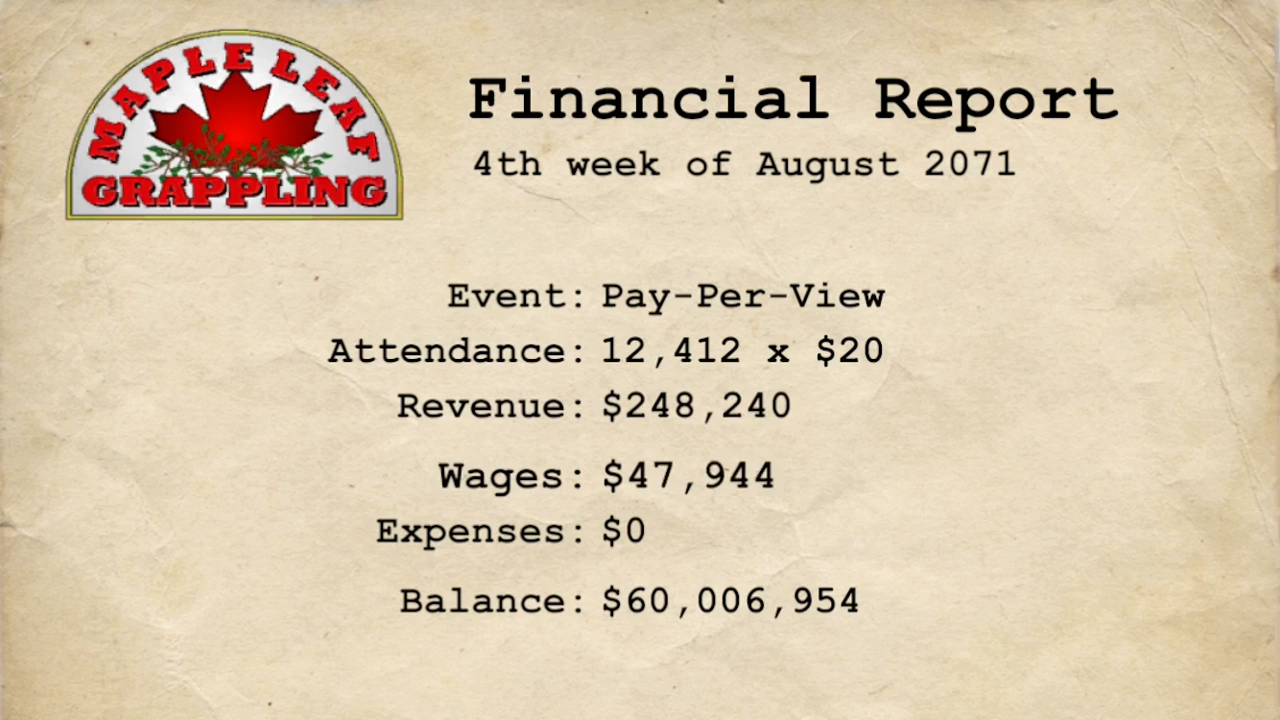 MAPLE LEAF
GRAPPLING
Financial Report
4th week of August 2071
Event: Pay-Per-View
Attendance: 12,412 x $20
Revenue: $248,240
Wages: $47,944
Expenses: $0
Balance: $60,006,954